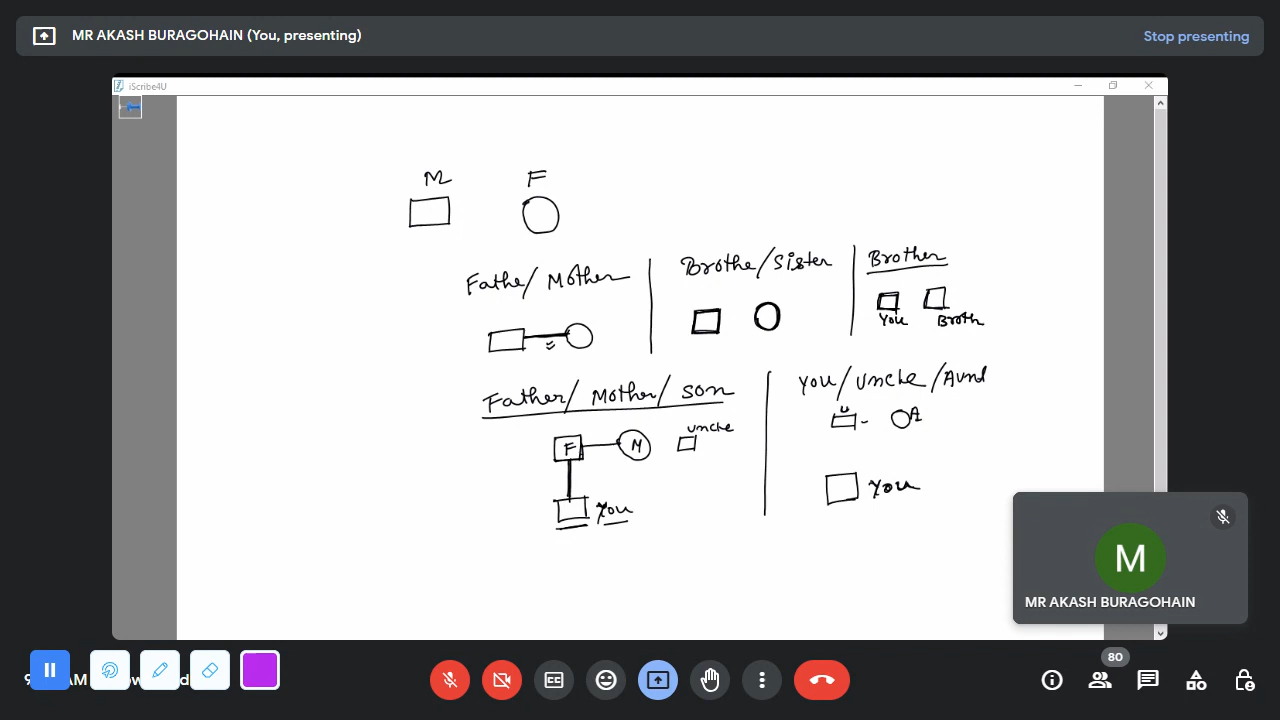 MR AKASH BURAGOHAIN (You, presenting)
Stop presenting
iScribe4U
M F
Fathe/ Mother
Brothe/Sister
Brother
You Broth
Father/ Mother/ son
F M uncle
You
You/uncle/Aunt
U A
You
M
MR AKASH BURAGOHAIN
80